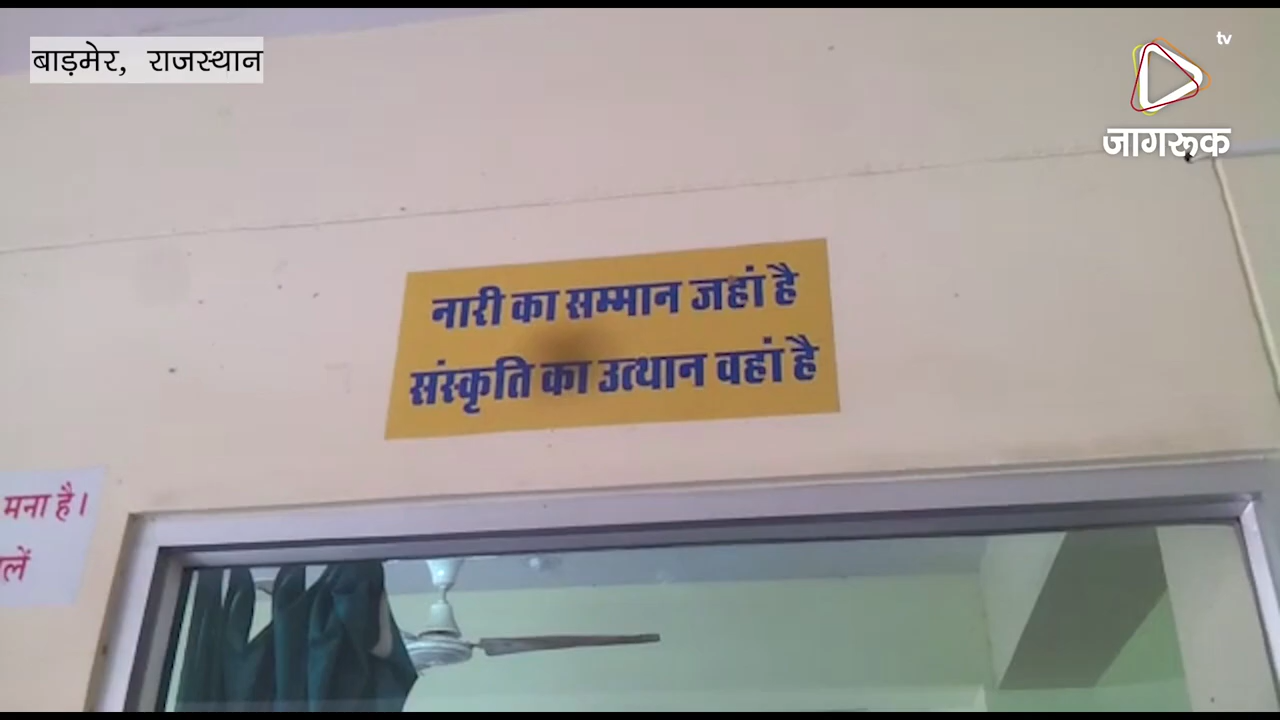 बाड़मेर, राजस्थान
tv
जागरूक
नारी का सम्मान जहां है
संस्कृति का उत्थान वहां है
मना है।